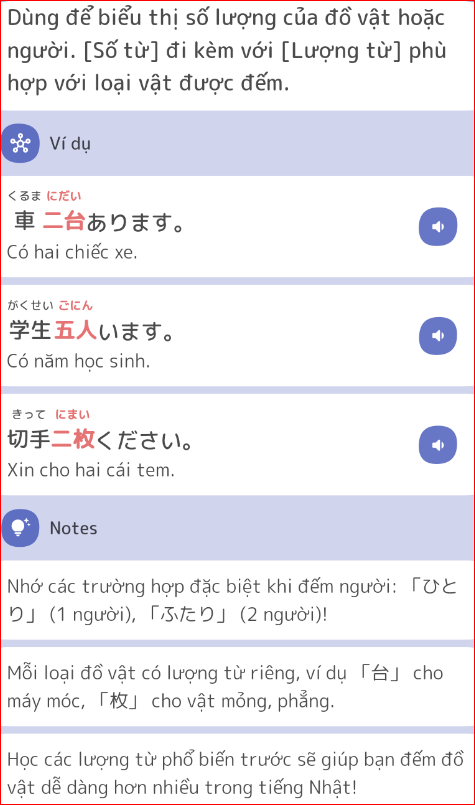 Dùng để biểu thị số lượng của đồ vật hoặc
người. [Số từ] đi kèm với [Lượng từ] phù
hợp với loại vật được đếm.
Ví dụ
くるま にだい
車 二台あります。
Có hai chiếc xe.
がくせい ごにん
学生五人います。
Có năm học sinh.
きって にまい
切手二枚ください。
Xin cho hai cái tem.
Notes
Nhớ các trường hợp đặc biệt khi đếm người: 「ひと
り」 (1 người), 「ふたり」 (2 người)!
Mỗi loại đồ vật có lượng từ riêng, ví dụ 「台」 cho
máy móc, 「枚」 cho vật mỏng, phẳng.
Học các lượng từ phổ biến trước sẽ giúp bạn đếm đồ
vật dễ dàng hơn nhiều trong tiếng Nhật!